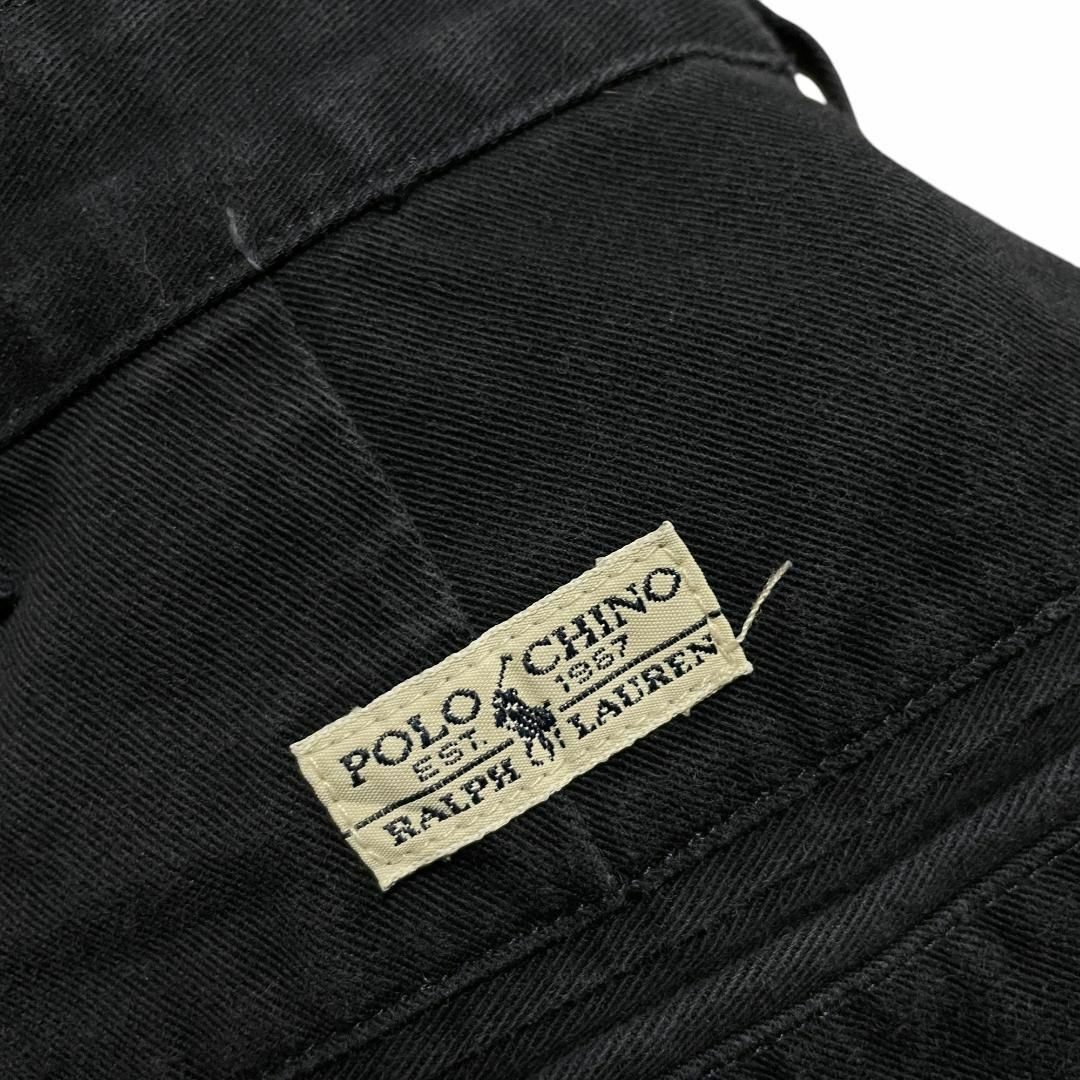 POLO CHINO
EST. 1967
RALPH LAUREN